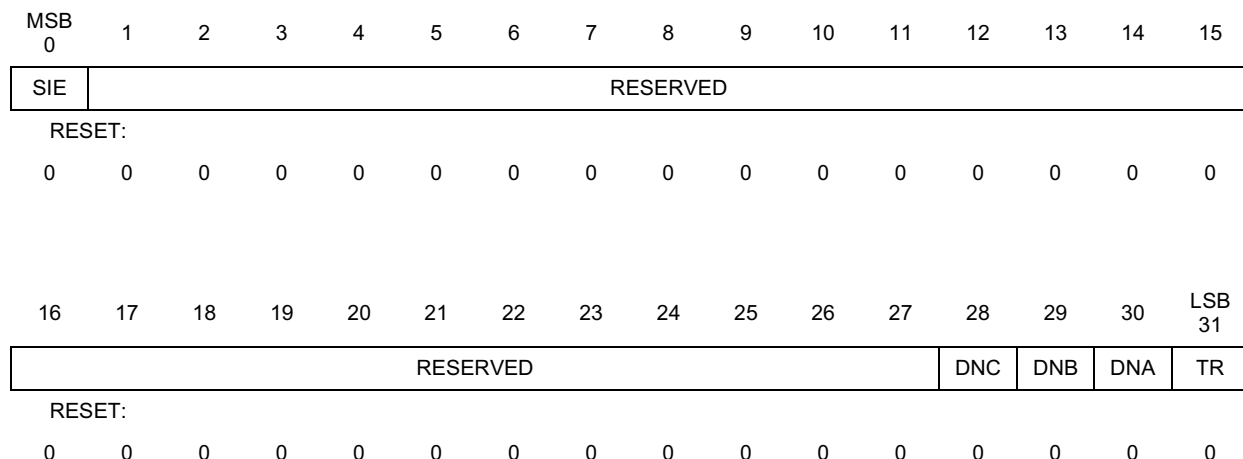 MSB
0 1 2 3 4 5 6 7 8 9 10 11 12 13 14 15
SIE RESERVED
RESET:
0 0 0 0 0 0 0 0 0 0 0 0 0 0 0 0
16 17 18 19 20 21 22 23 24 25 26 27 28 29 30 LSB
31
RESERVED DNC DNB DNA TR
RESET:
0 0 0 0 0 0 0 0 0 0 0 0 0 0 0 0